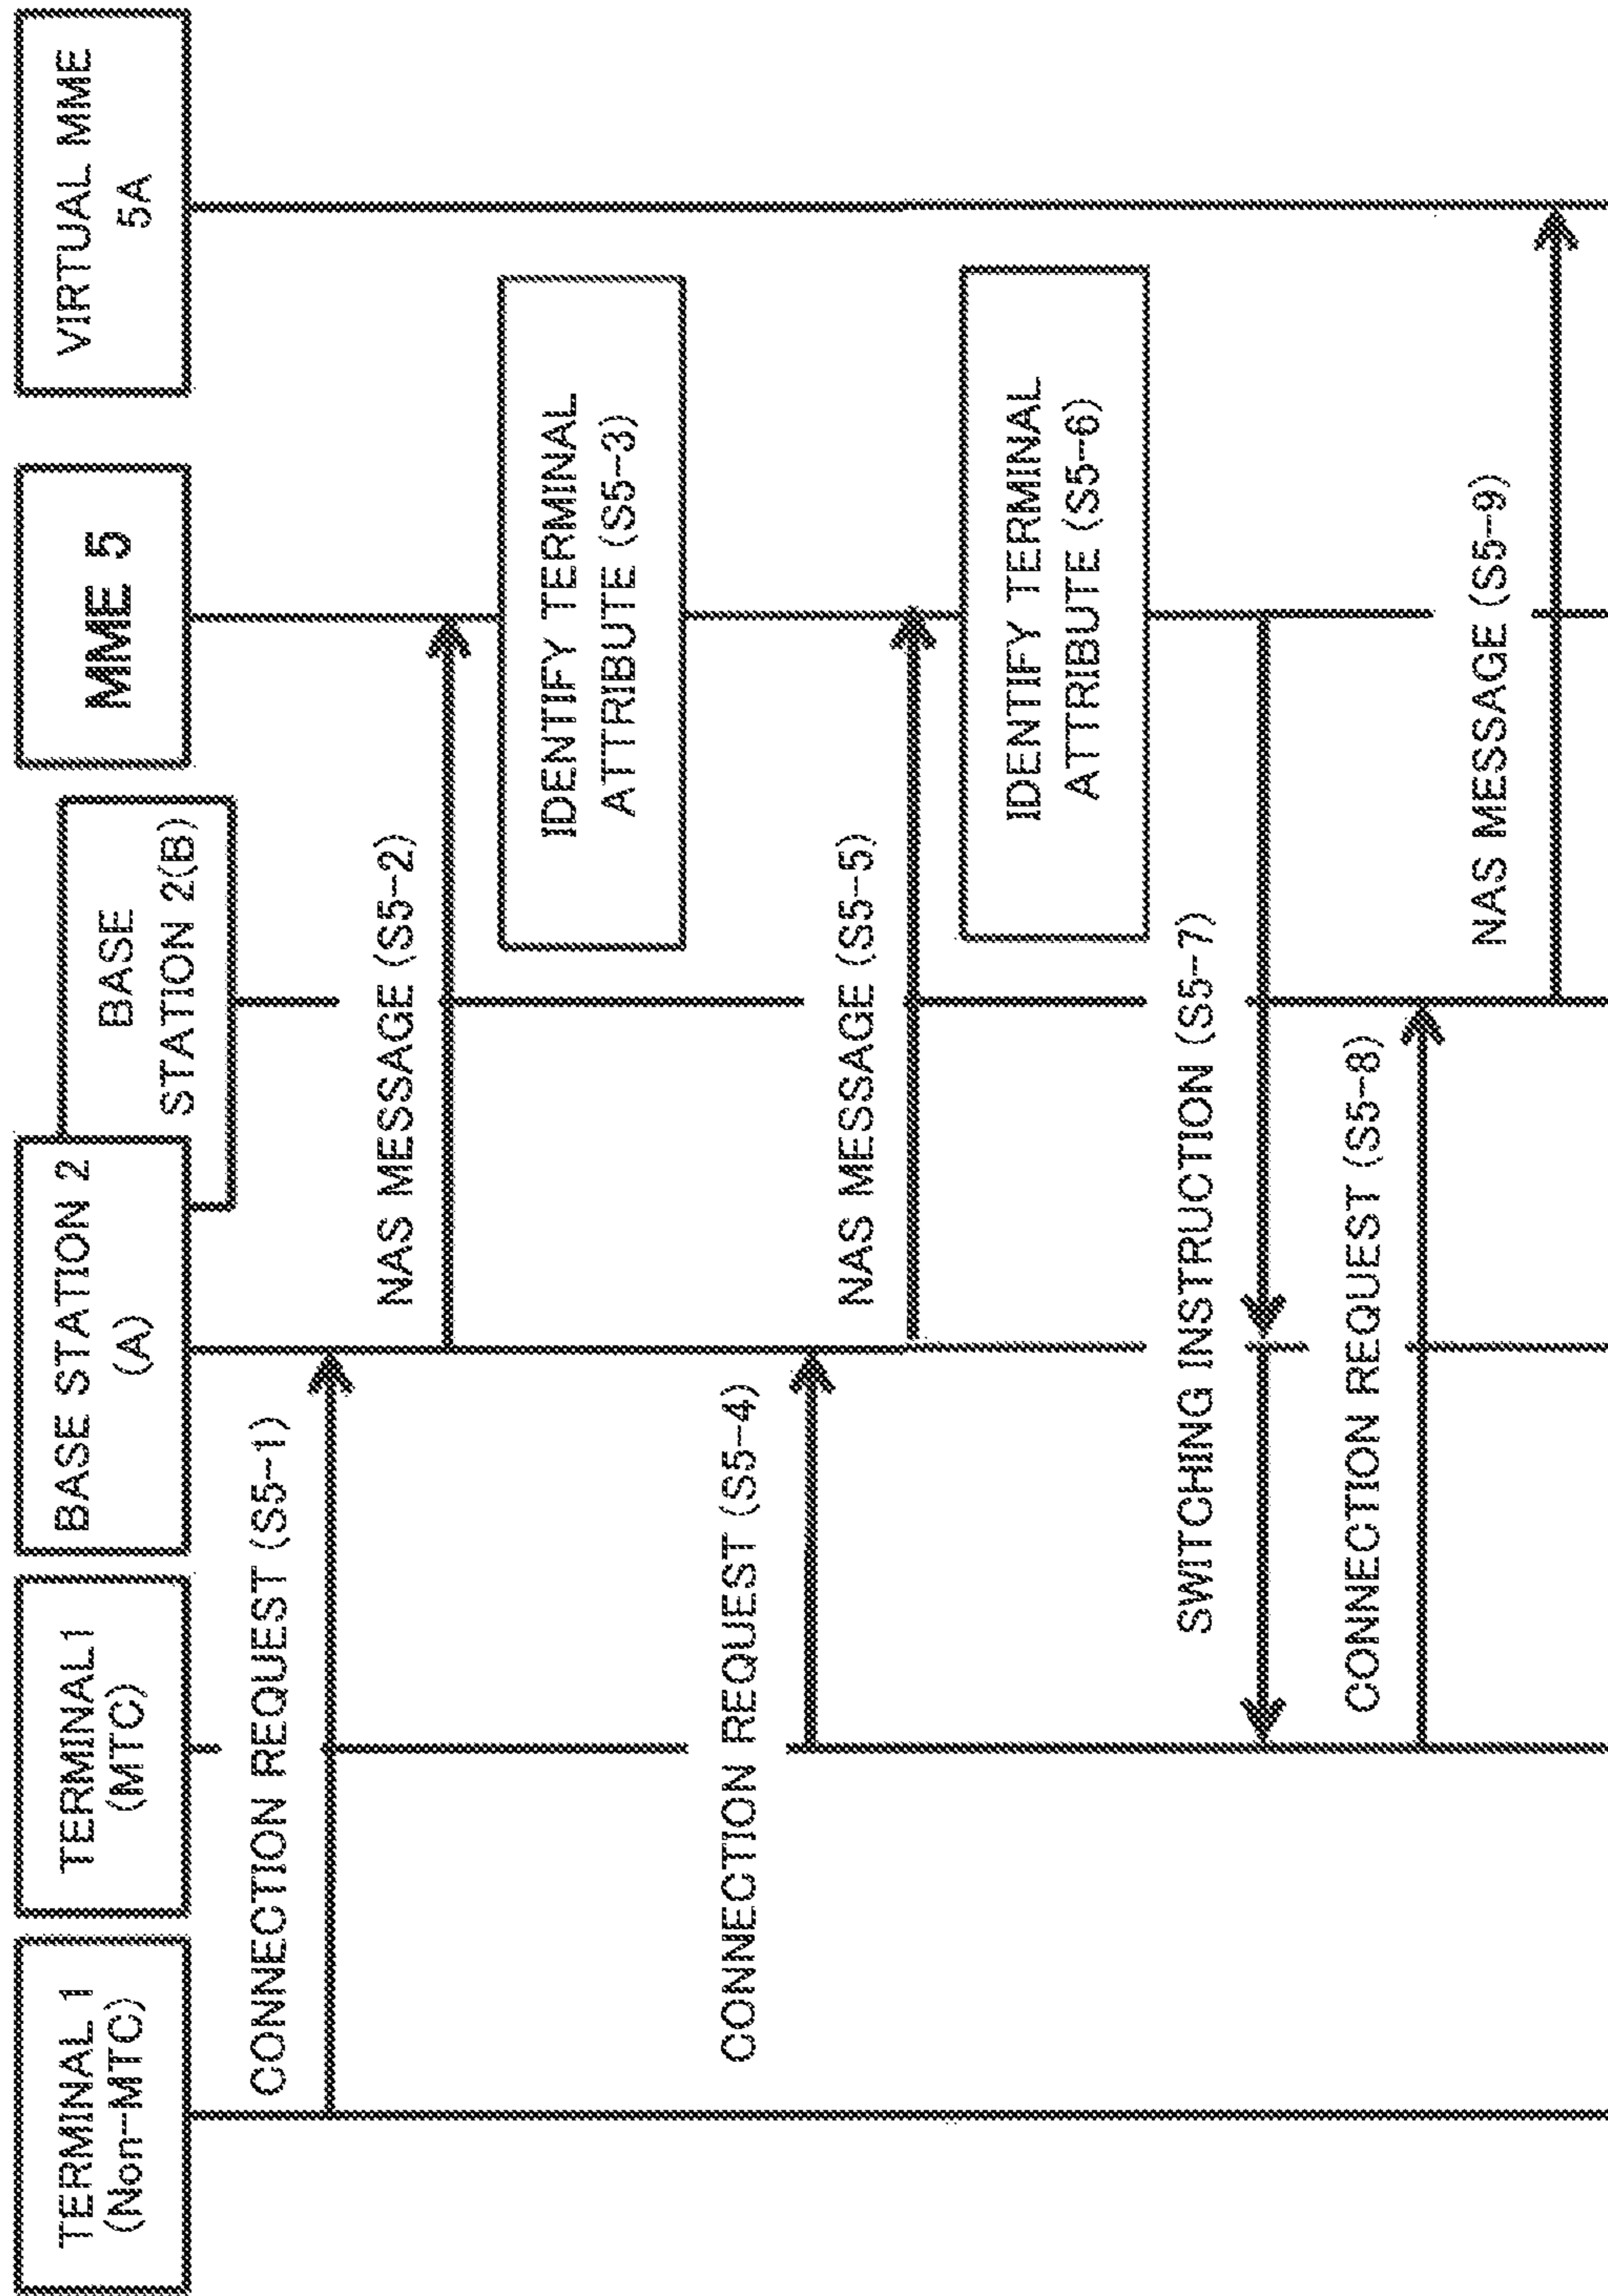 TERMINAL 1
(Non-MTC)
TERMINAL1
(MTC)
BASE STATION 2
(A)
BASE
STATION 2(B)
MME 5
VIRTUAL MME
5A
CONNECTION REQUEST (S5-1)
NAS MESSAGE (S5-2)
IDENTIFY TERMINAL
ATTRIBUTE (S5-3)
CONNECTION REQUEST (S5-4)
NAS MESSAGE (S5-5)
IDENTIFY TERMINAL
ATTRIBUTE (S5-6)
SWITCHING INSTRUCTION (S5-7)
CONNECTION REQUEST (S5-8)
NAS MESSAGE (S5-9)